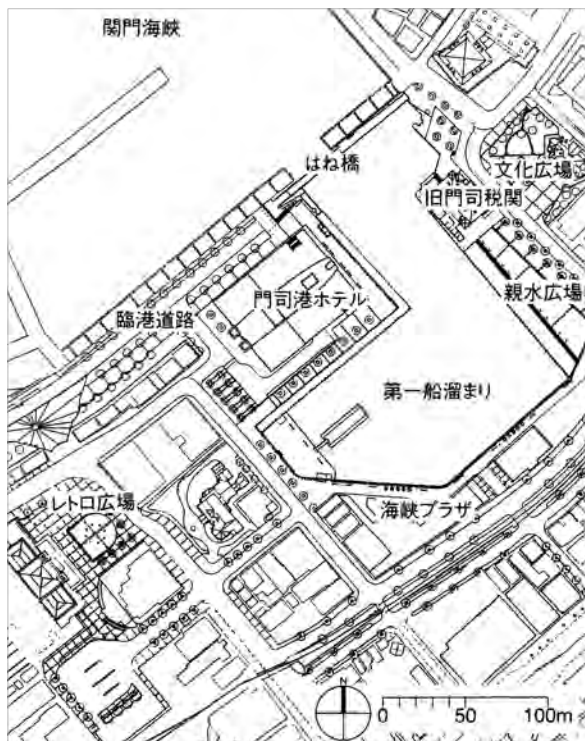 関門海峡
はね橋
文化広場
旧門司税関
親水広場
門司港ホテル
臨港道路
第一船溜まり
レトロ広場
海峡プラザ
N
0 50 100m